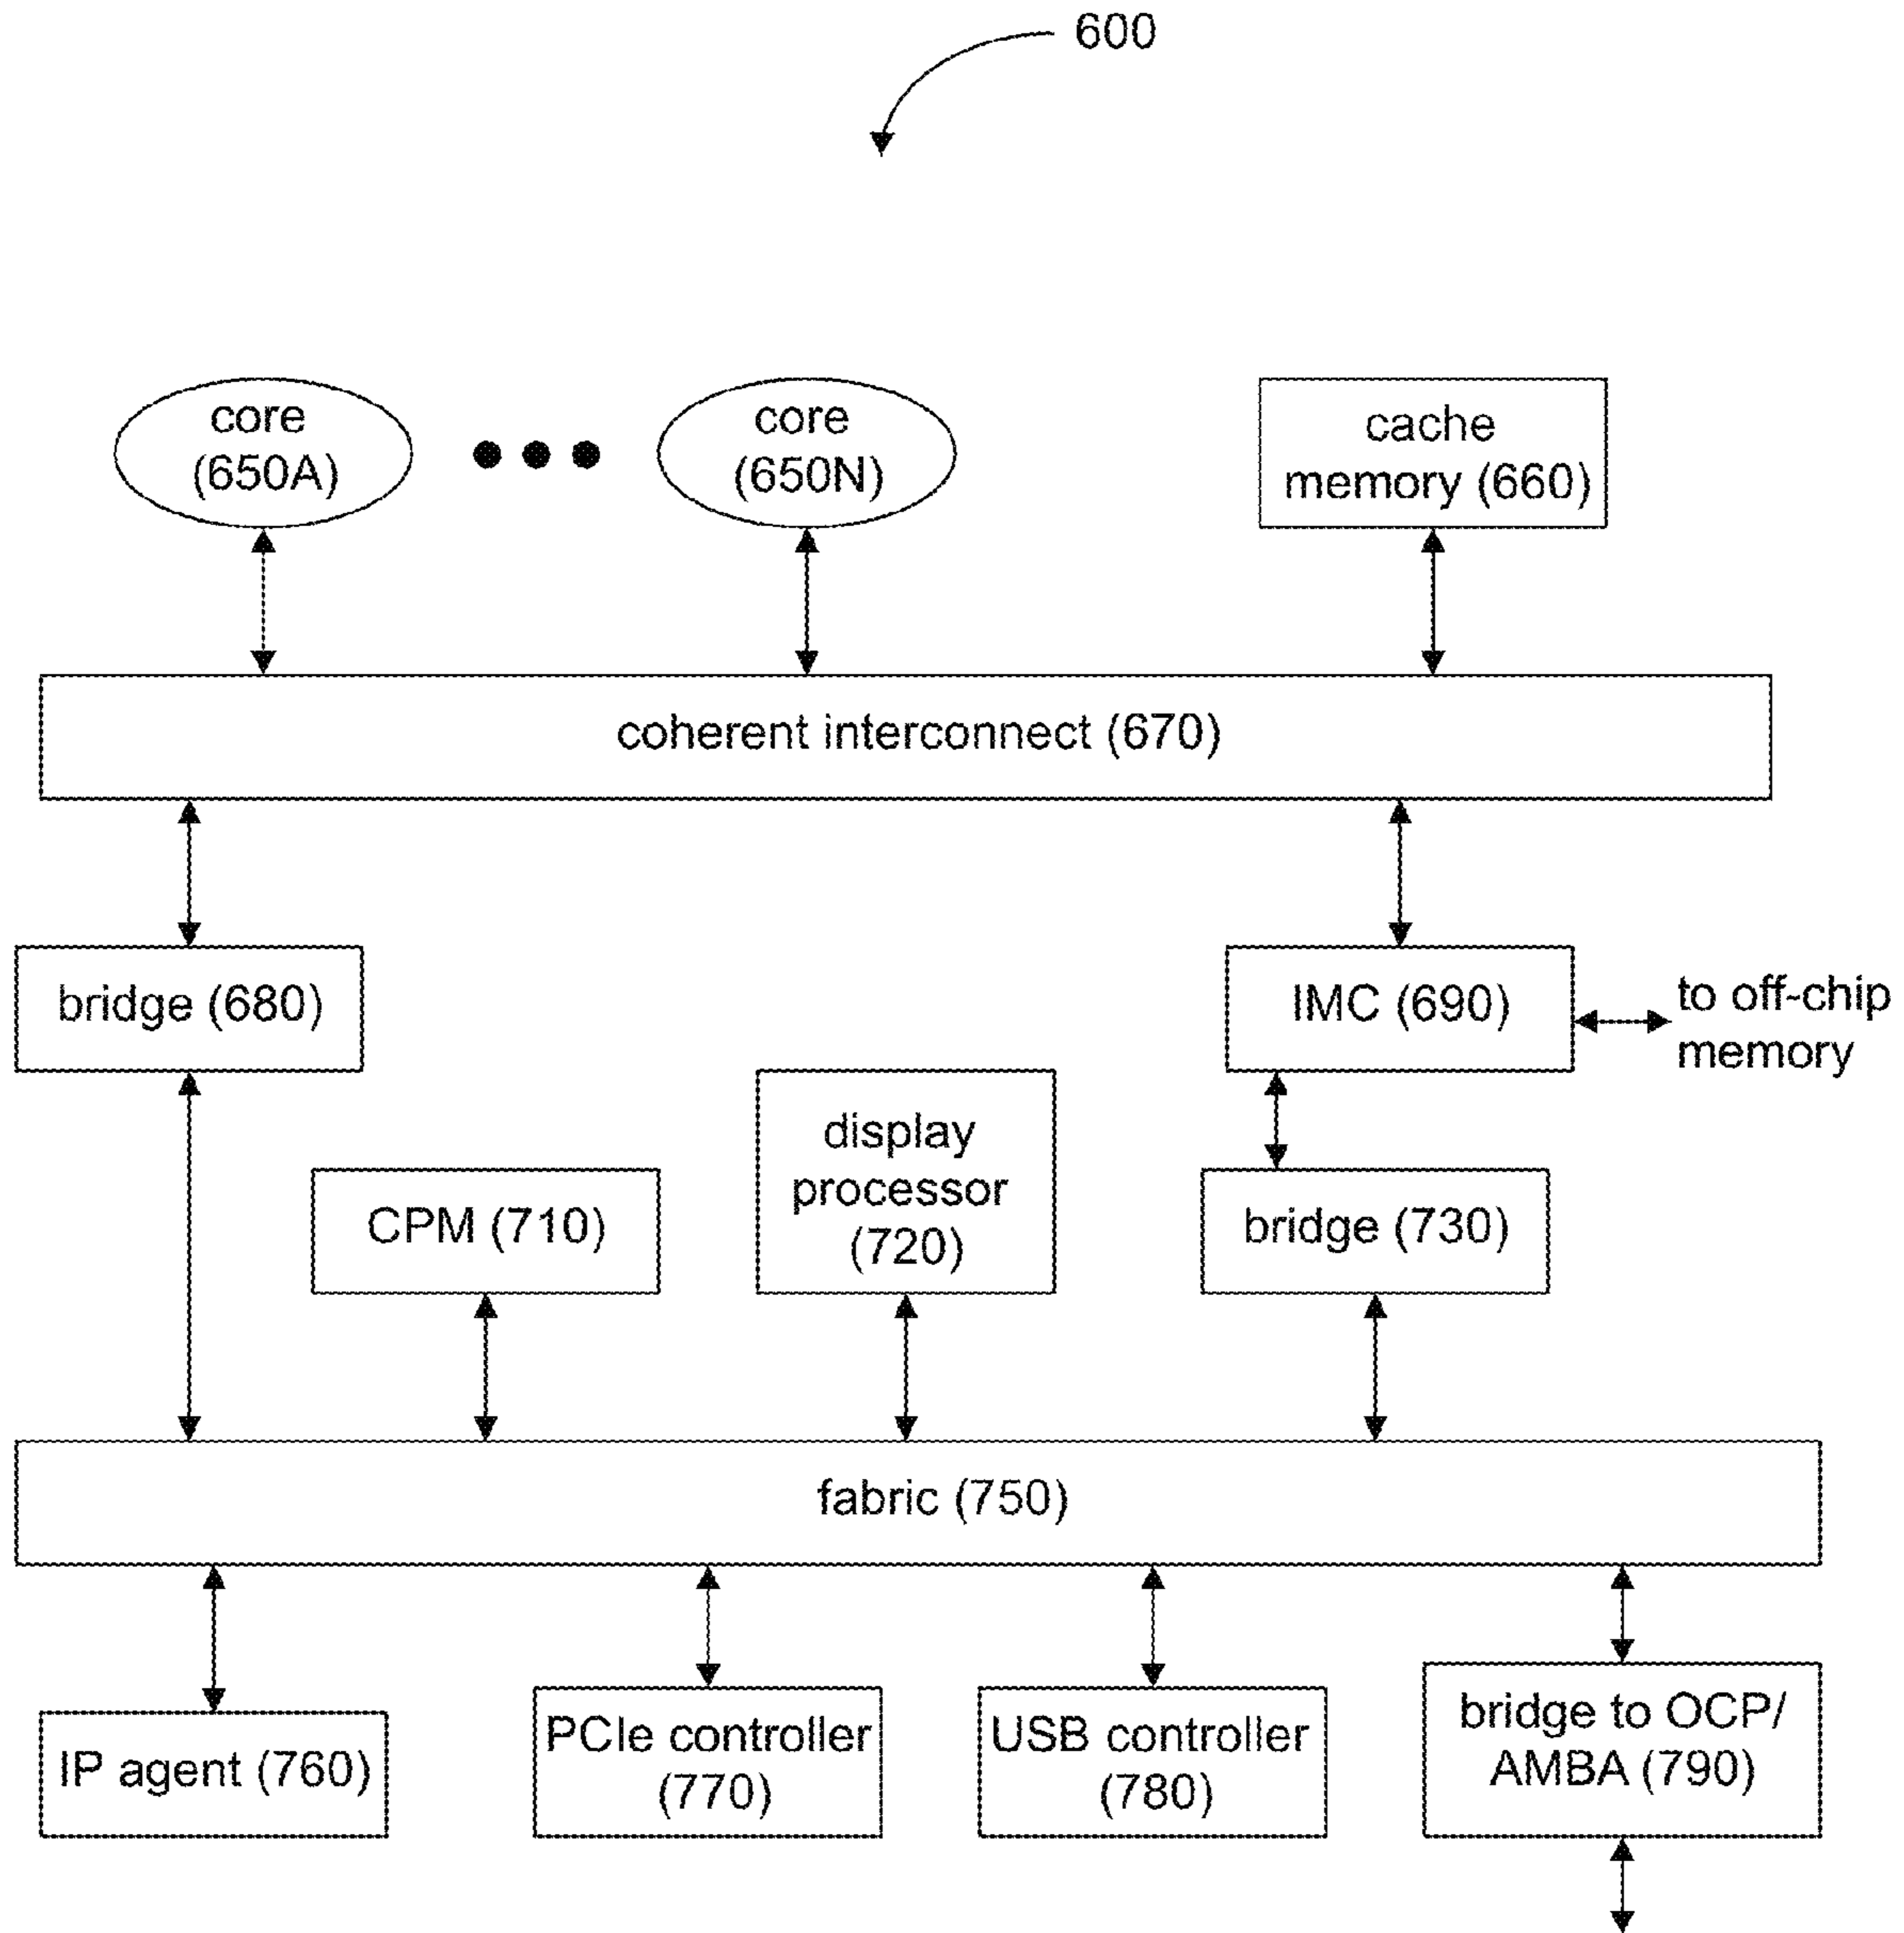 600
core
(650A)
core
(650N)
cache
memory (660)
coherent interconnect (670)
bridge (680)
IMC (690)
to off-chip
memory
CPM (710)
display
processor
(720)
bridge (730)
fabric (750)
IP agent (760)
PCIe controller
(770)
USB controller
(780)
bridge to OCP/
AMBA (790)